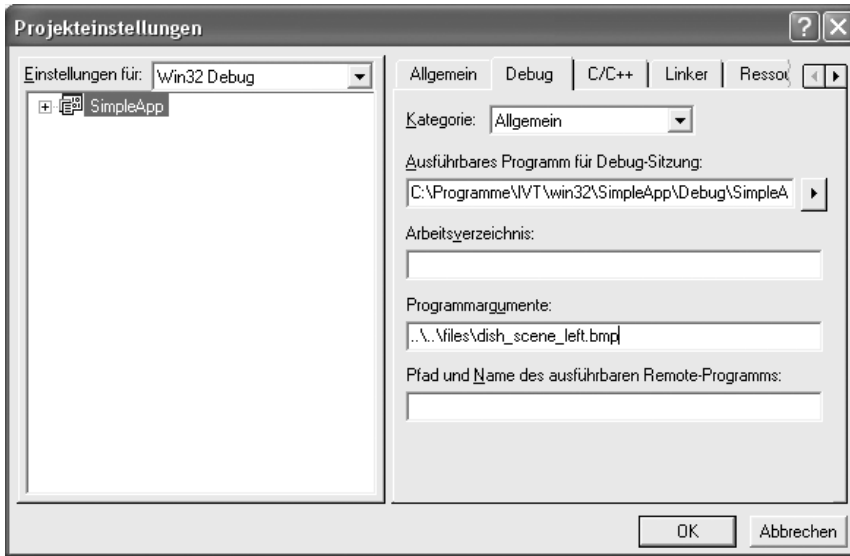 Projekteinstellungen
Einstellungen für: Win32 Debug
SimpleApp
Allgemein Debug C/C++ Linker
Kategorie: Allgemein
Ausführbares Programm für Debug-Sitzung:
C:\Programme\IVT\win32\SimpleApp\Debug\SimpleA
Arbeitsverzeichnis:
Programmargumente:
..\..\files\dish_scene_left.bmp
Pfad und Name des ausführbaren Remote-Programms:
OK Abbrechen